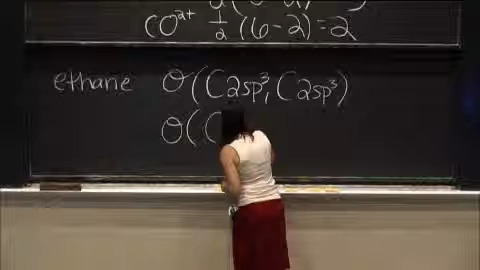 CO²⁺ ½ (6-2) = 2
ethane σ(C2sp³, C2sp³)
σ(C